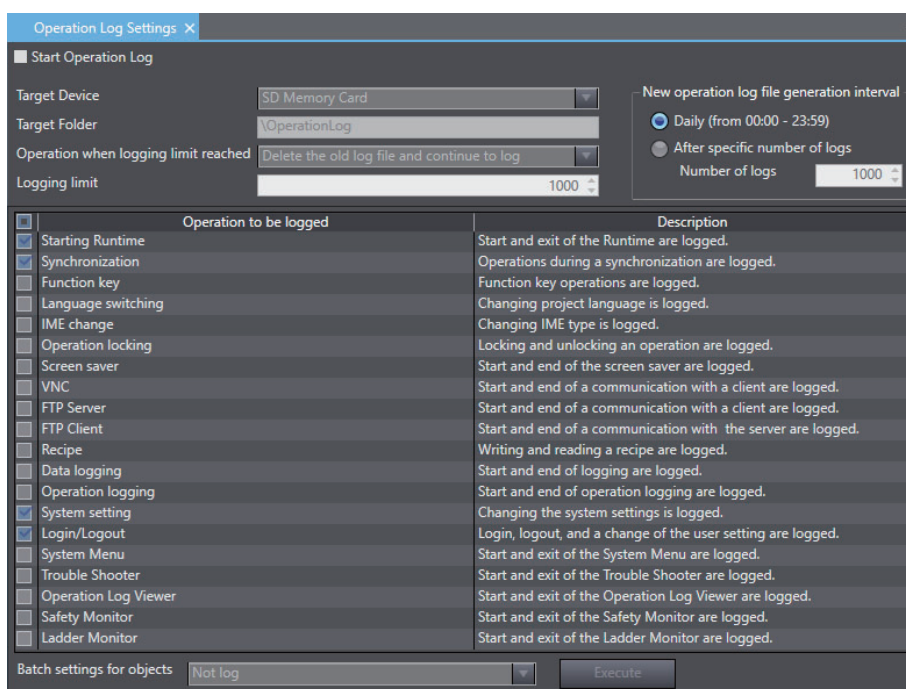 Operation Log Settings
Start Operation Log
Target Device SD Memory Card
Target Folder \OperationLog
Operation when logging limit reached Delete the old log file and continue to log
Logging limit 1000
New operation log file generation interval
Daily (from 00:00 - 23:59)
After specific number of logs
Number of logs 1000
Operation to be logged Description
Starting Runtime Start and exit of the Runtime are logged.
Synchronization Operations during a synchronization are logged.
Function key Function key operations are logged.
Language switching Changing project language is logged.
IME change Changing IME type is logged.
Operation locking Locking and unlocking an operation are logged.
Screen saver Start and end of the screen saver are logged.
VNC Start and end of a communication with a client are logged.
FTP Server Start and end of a communication with a client are logged.
FTP Client Start and end of a communication with the server are logged.
Recipe Writing and reading a recipe are logged.
Data logging Start and end of logging are logged.
Operation logging Start and end of operation logging are logged.
System setting Changing the system settings is logged.
Login/Logout Login, logout, and a change of the user setting are logged.
System Menu Start and exit of the System Menu are logged.
Trouble Shooter Start and exit of the Trouble Shooter are logged.
Operation Log Viewer Start and exit of the Operation Log Viewer are logged.
Safety Monitor Start and exit of the Safety Monitor are logged.
Ladder Monitor Start and exit of the Ladder Monitor are logged.
Batch settings for objects Not log Execute